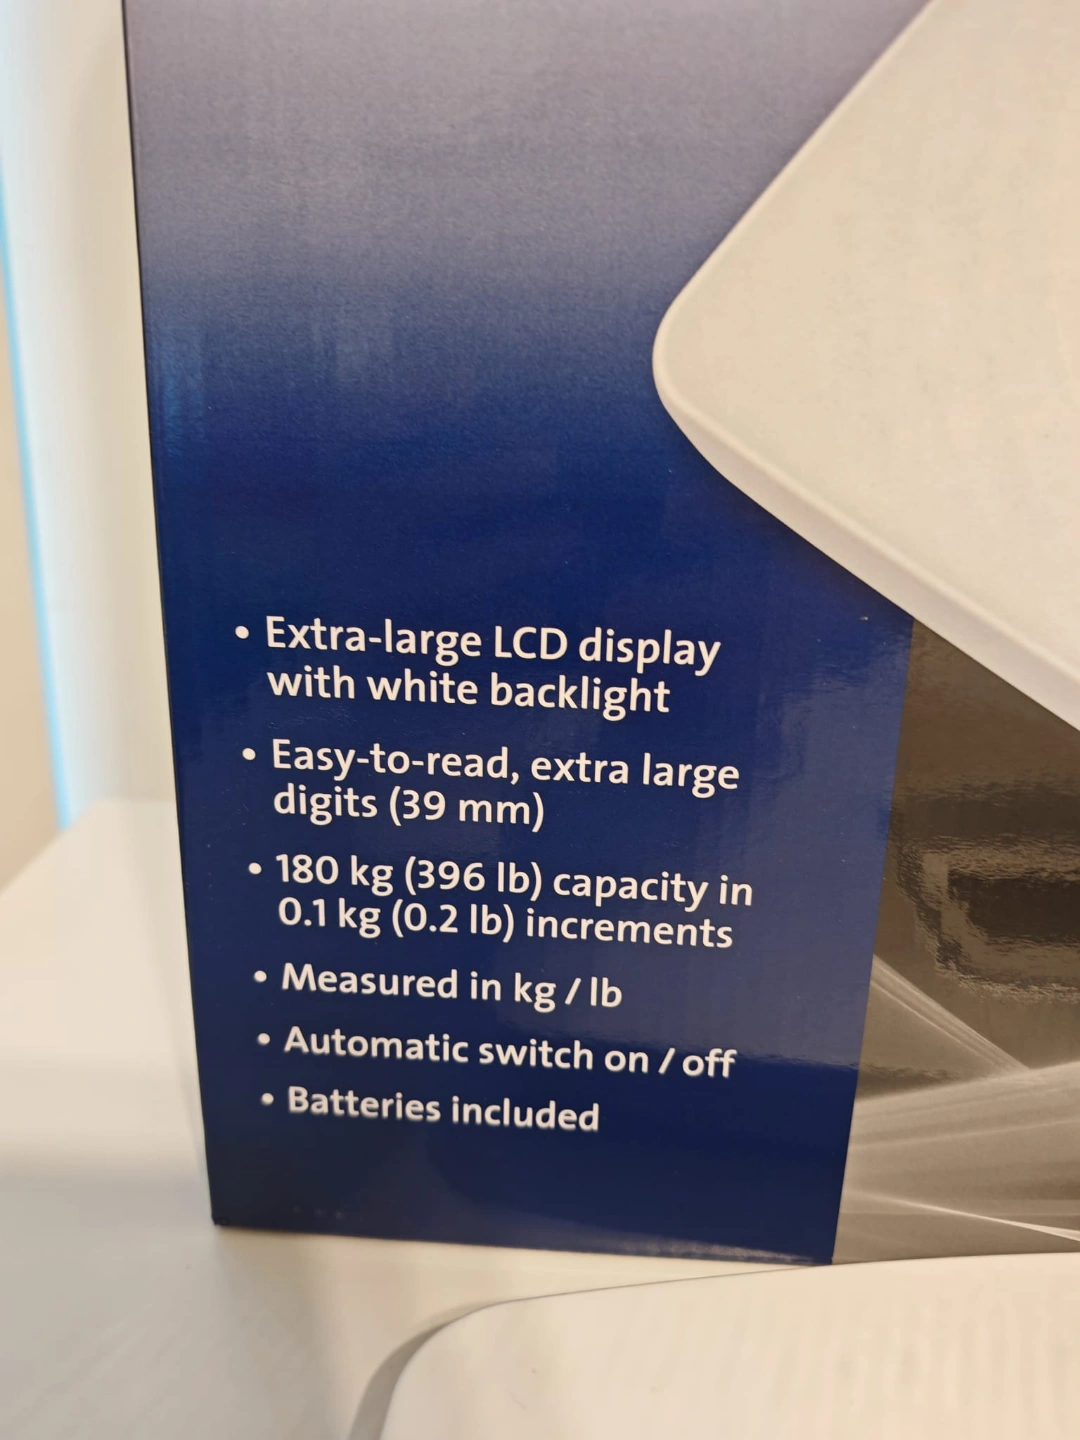 • Extra-large LCD display
with white backlight
• Easy-to-read, extra large
digits (39 mm)
• 180 kg (396 lb) capacity in
0.1 kg (0.2 lb) increments
• Measured in kg / lb
• Automatic switch on / off
• Batteries included